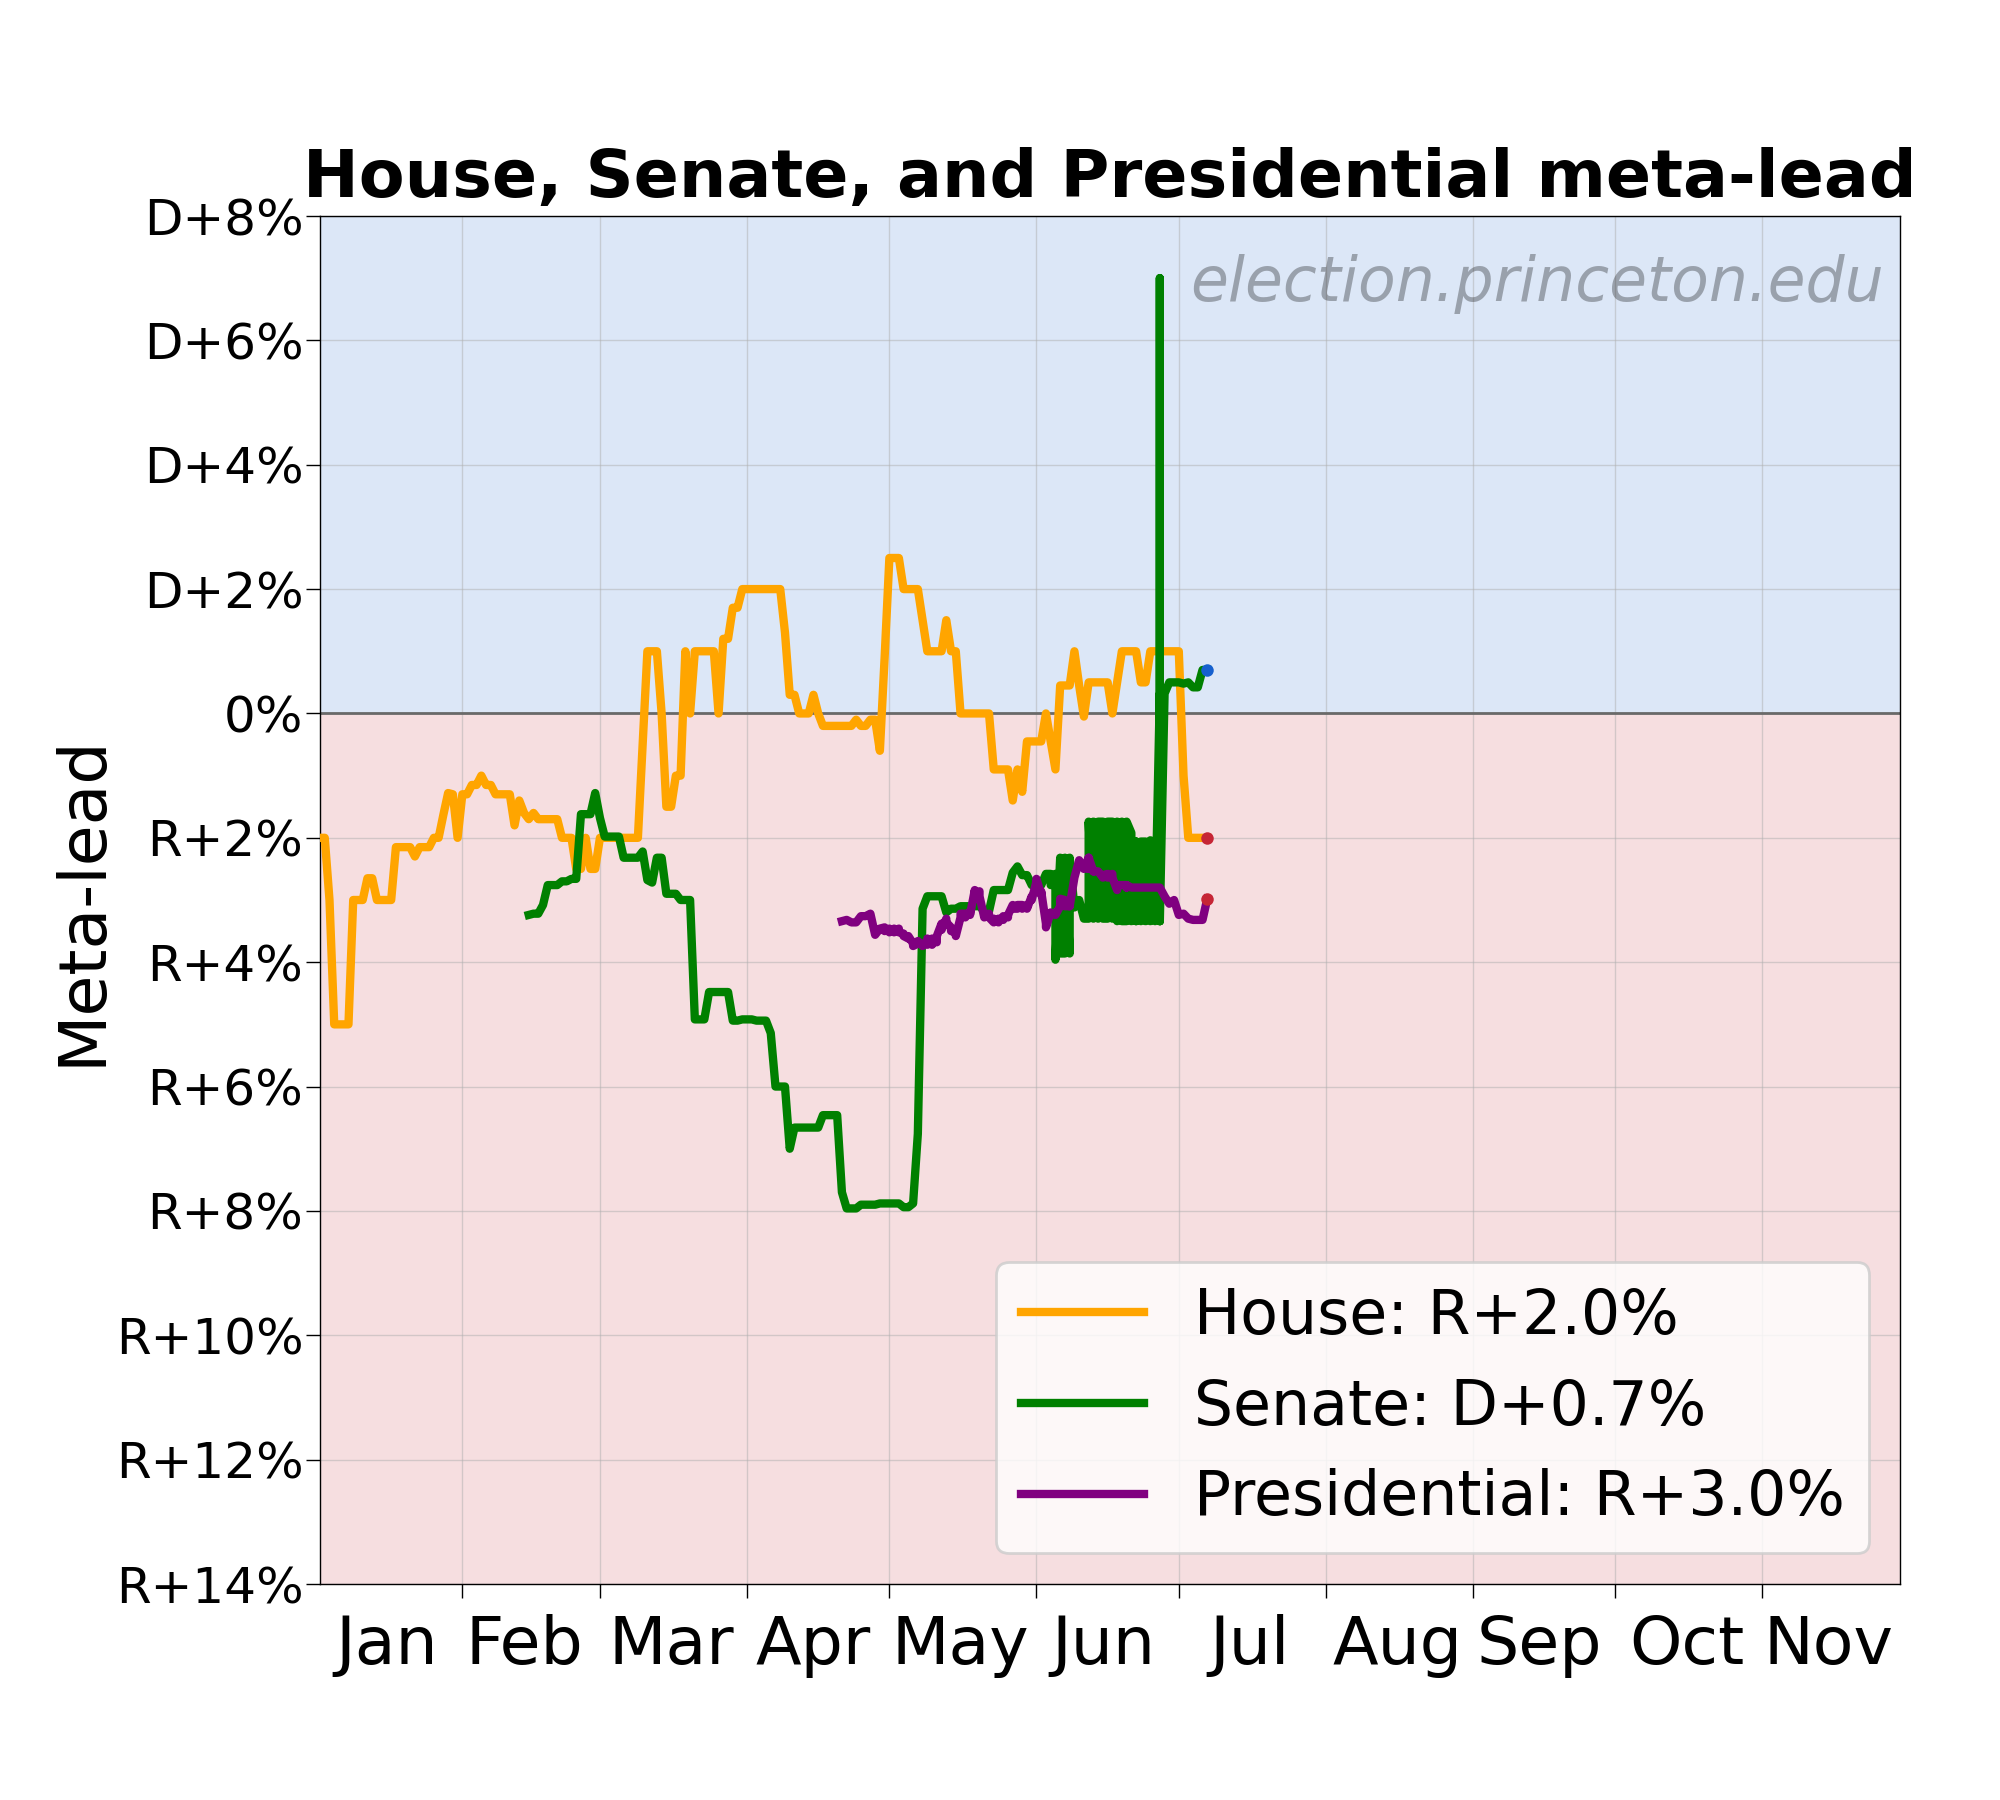 House, Senate, and Presidential meta-lead
election.princeton.edu
D+8%
D+6%
D+4%
D+2%
0%
R+2%
R+4%
R+6%
R+8%
R+10%
R+12%
R+14%
Meta-lead
House: R+2.0%
Senate: D+0.7%
Presidential: R+3.0%
Jan Feb Mar Apr May Jun Jul Aug Sep Oct Nov